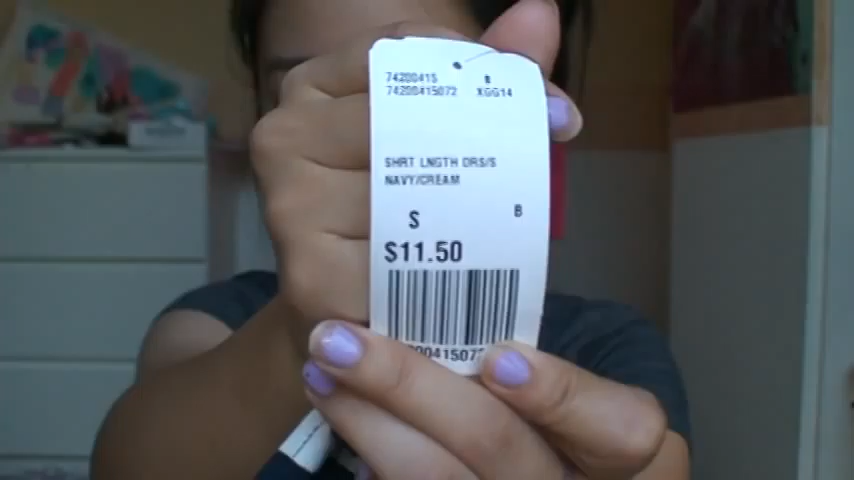 74200415 B
74200415072 XGG14
SHRT LNGTH DRS/S
NAVY/CREAM
S B
$11.50